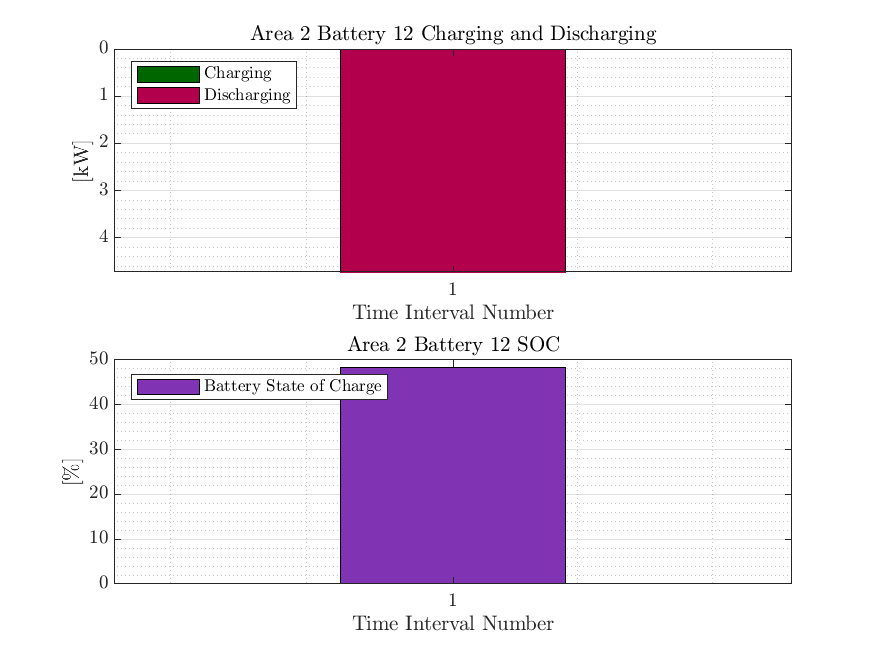 Area 2 Battery 12 Charging and Discharging
0
1
2
3
4
[kW]
Charging
Discharging
1
Time Interval Number
Area 2 Battery 12 SOC
50
40
30
20
10
0
[%]
Battery State of Charge
1
Time Interval Number